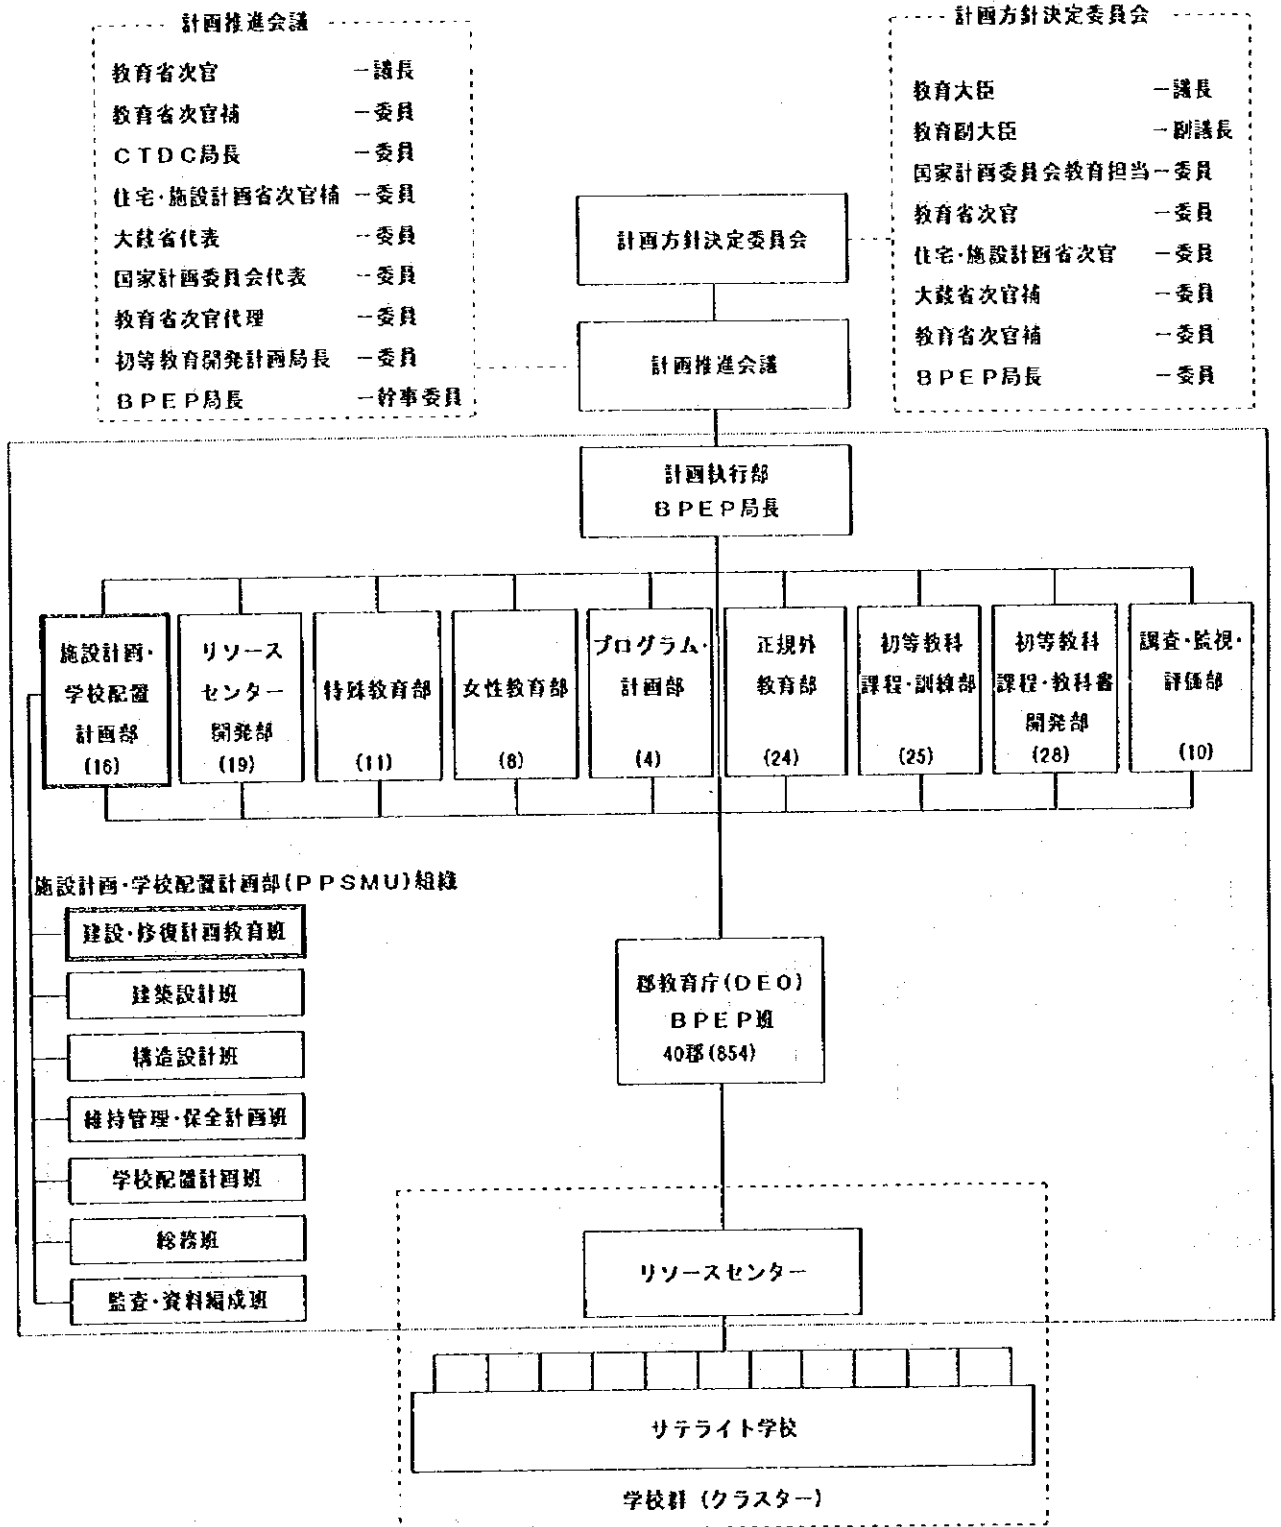 計画推進会議
教育省次官 ー議長
教育省次官補 ー委員
CTDC局長 ー委員
住宅・施設計画省次官補 ー委員
大蔵省代表 ー委員
国家計画委員会代表 ー委員
教育省次官代理 ー委員
初等教育開発計画局長 ー委員
BPEP局長 ー幹事委員
計画方針決定委員会
教育大臣 ー議長
教育副大臣 ー副議長
国家計画委員会教育担当ー委員
教育省次官 ー委員
住宅・施設計画省次官 ー委員
大蔵省次官補 ー委員
教育省次官補 ー委員
BPEP局長 ー委員
計画方針決定委員会
計画推進会議
計画執行部
BPEP局長
施設計画・
学校配置
計画部
(16)
リソース
センター
開発部
(19)
特殊教育部
(11)
女性教育部
(8)
プログラム・
計画部
(4)
正規外
教育部
(24)
初等教科
課程・訓練部
(25)
初等教科
課程・教科書
開発部
(28)
調査・監視・
評価部
(10)
施設計画・学校配置計画部(PPSMU)組織
建設・修復計画教育班
建築設計班
構造設計班
維持管理・保全計画班
学校配置計画班
総務班
監査・資料編成班
郡教育庁(DEO)
BPEP班
40郡(854)
リソースセンター
サテライト学校
学校群(クラスター)